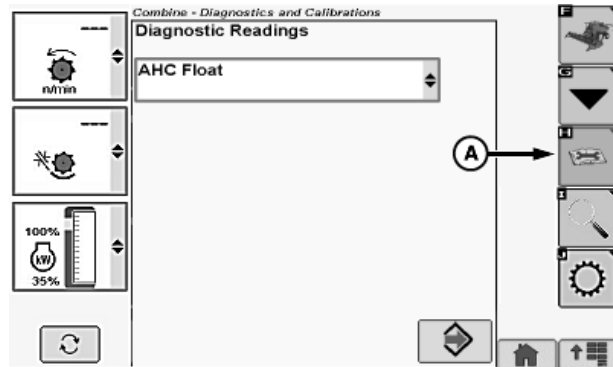 Combine - Diagnostics and Calibrations
Diagnostic Readings
AHC Float
---
n/min
---
100%
kW
35%
A
F
G
H
I
J